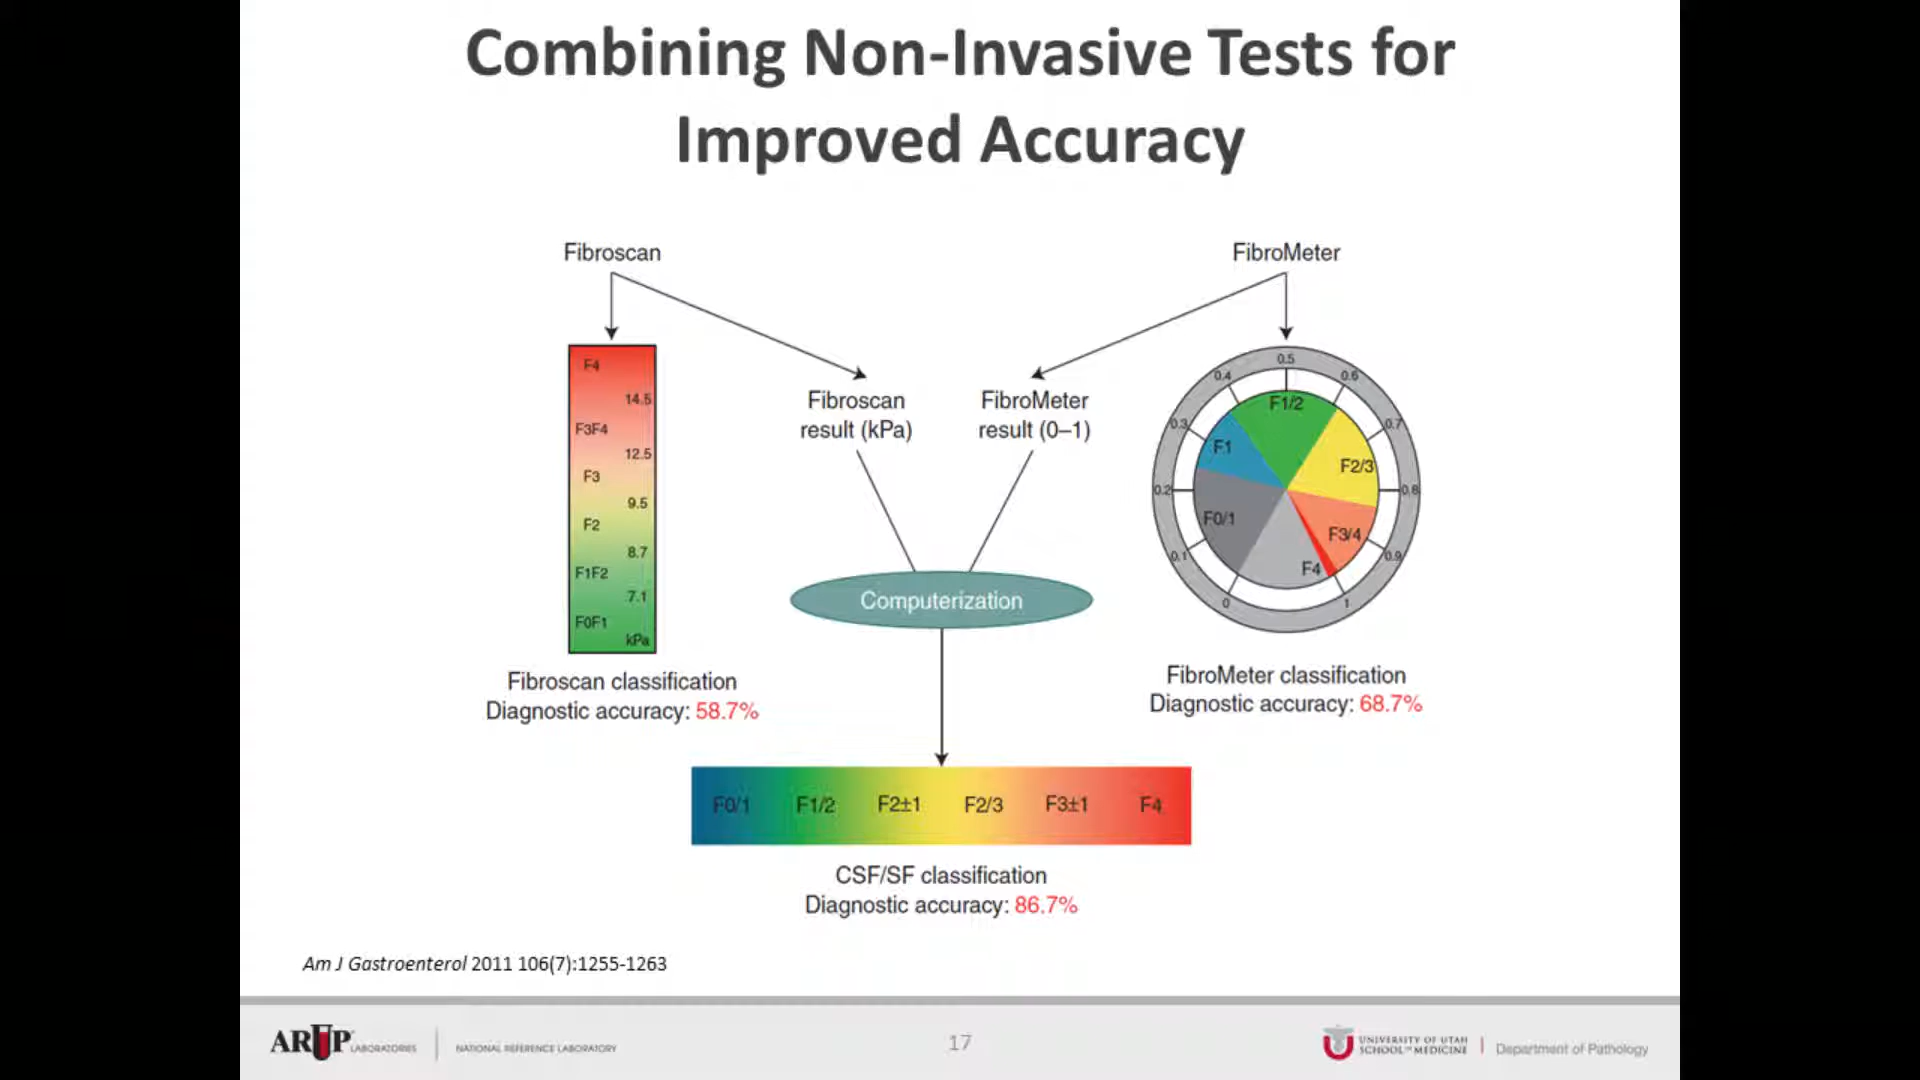 Combining Non-Invasive Tests for
Improved Accuracy
Fibroscan
FibroMeter
F4
14.5
F3F4
12.5
F3
9.5
F2
8.7
F1F2
7.1
F0F1
kPa
Fibroscan
result (kPa)
FibroMeter
result (0–1)
Computerization
0.5
0.4
0.6
0.3
0.7
0.2
0.8
0.1
0.9
0
1
F1/2
F1
F2/3
F0/1
F3/4
F4
Fibroscan classification
Diagnostic accuracy: 58.7%
FibroMeter classification
Diagnostic accuracy: 68.7%
F0/1 F1/2 F2±1 F2/3 F3±1 F4
CSF/SF classification
Diagnostic accuracy: 86.7%
Am J Gastroenterol 2011 106(7):1255-1263
ARUP LABORATORIES
NATIONAL REFERENCE LABORATORY
17
UNIVERSITY OF UTAH
SCHOOL OF MEDICINE
Department of Pathology